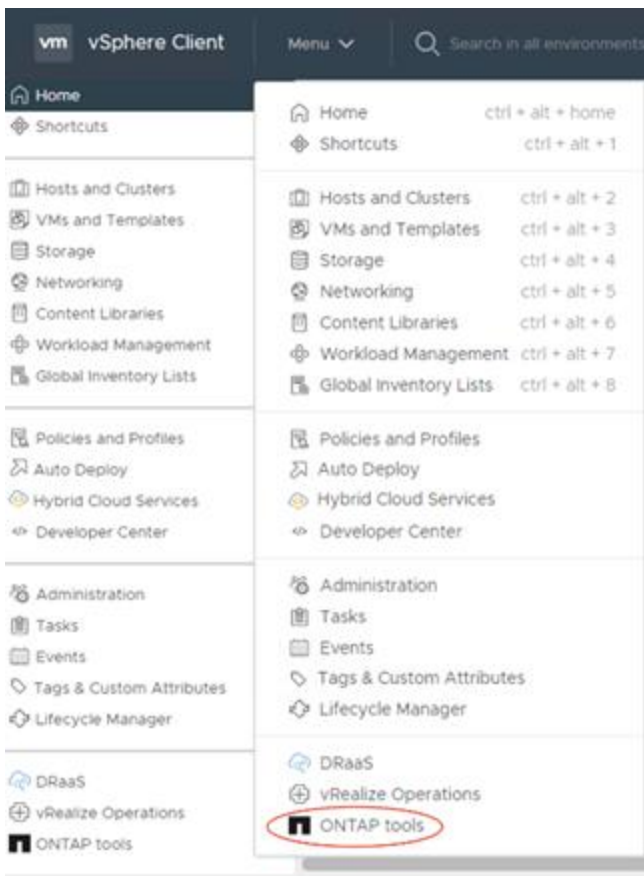 vm vSphere Client Menu Search in all environments
Home
Shortcuts
Hosts and Clusters
VMs and Templates
Storage
Networking
Content Libraries
Workload Management
Global Inventory Lists
Policies and Profiles
Auto Deploy
Hybrid Cloud Services
Developer Center
Administration
Tasks
Events
Tags & Custom Attributes
Lifecycle Manager
DRaaS
vRealize Operations
ONTAP tools
Home ctrl + alt + home
Shortcuts ctrl + alt + 1
Hosts and Clusters ctrl + alt + 2
VMs and Templates ctrl + alt + 3
Storage ctrl + alt + 4
Networking ctrl + alt + 5
Content Libraries ctrl + alt + 6
Workload Management ctrl + alt + 7
Global Inventory Lists ctrl + alt + 8
Policies and Profiles
Auto Deploy
Hybrid Cloud Services
Developer Center
Administration
Tasks
Events
Tags & Custom Attributes
Lifecycle Manager
DRaaS
vRealize Operations
ONTAP tools